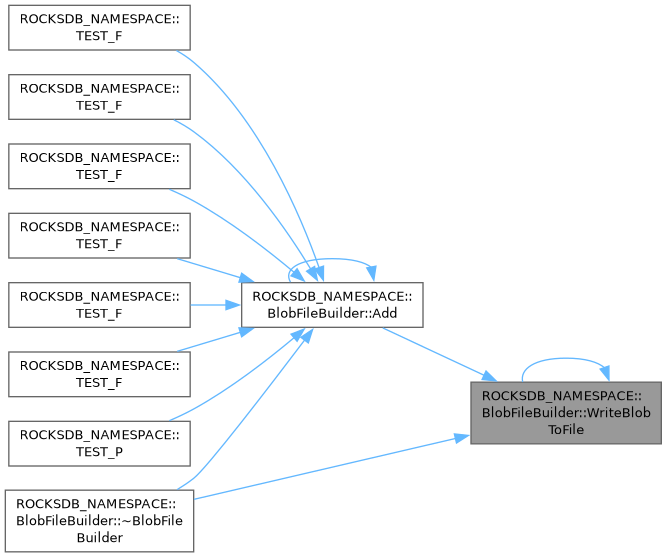 ROCKSDB_NAMESPACE::
TEST_F
ROCKSDB_NAMESPACE::
TEST_F
ROCKSDB_NAMESPACE::
TEST_F
ROCKSDB_NAMESPACE::
TEST_F
ROCKSDB_NAMESPACE::
TEST_F
ROCKSDB_NAMESPACE::
TEST_F
ROCKSDB_NAMESPACE::
TEST_P
ROCKSDB_NAMESPACE::
BlobFileBuilder::~BlobFile
Builder
ROCKSDB_NAMESPACE::
BlobFileBuilder::Add
ROCKSDB_NAMESPACE::
BlobFileBuilder::WriteBlob
ToFile